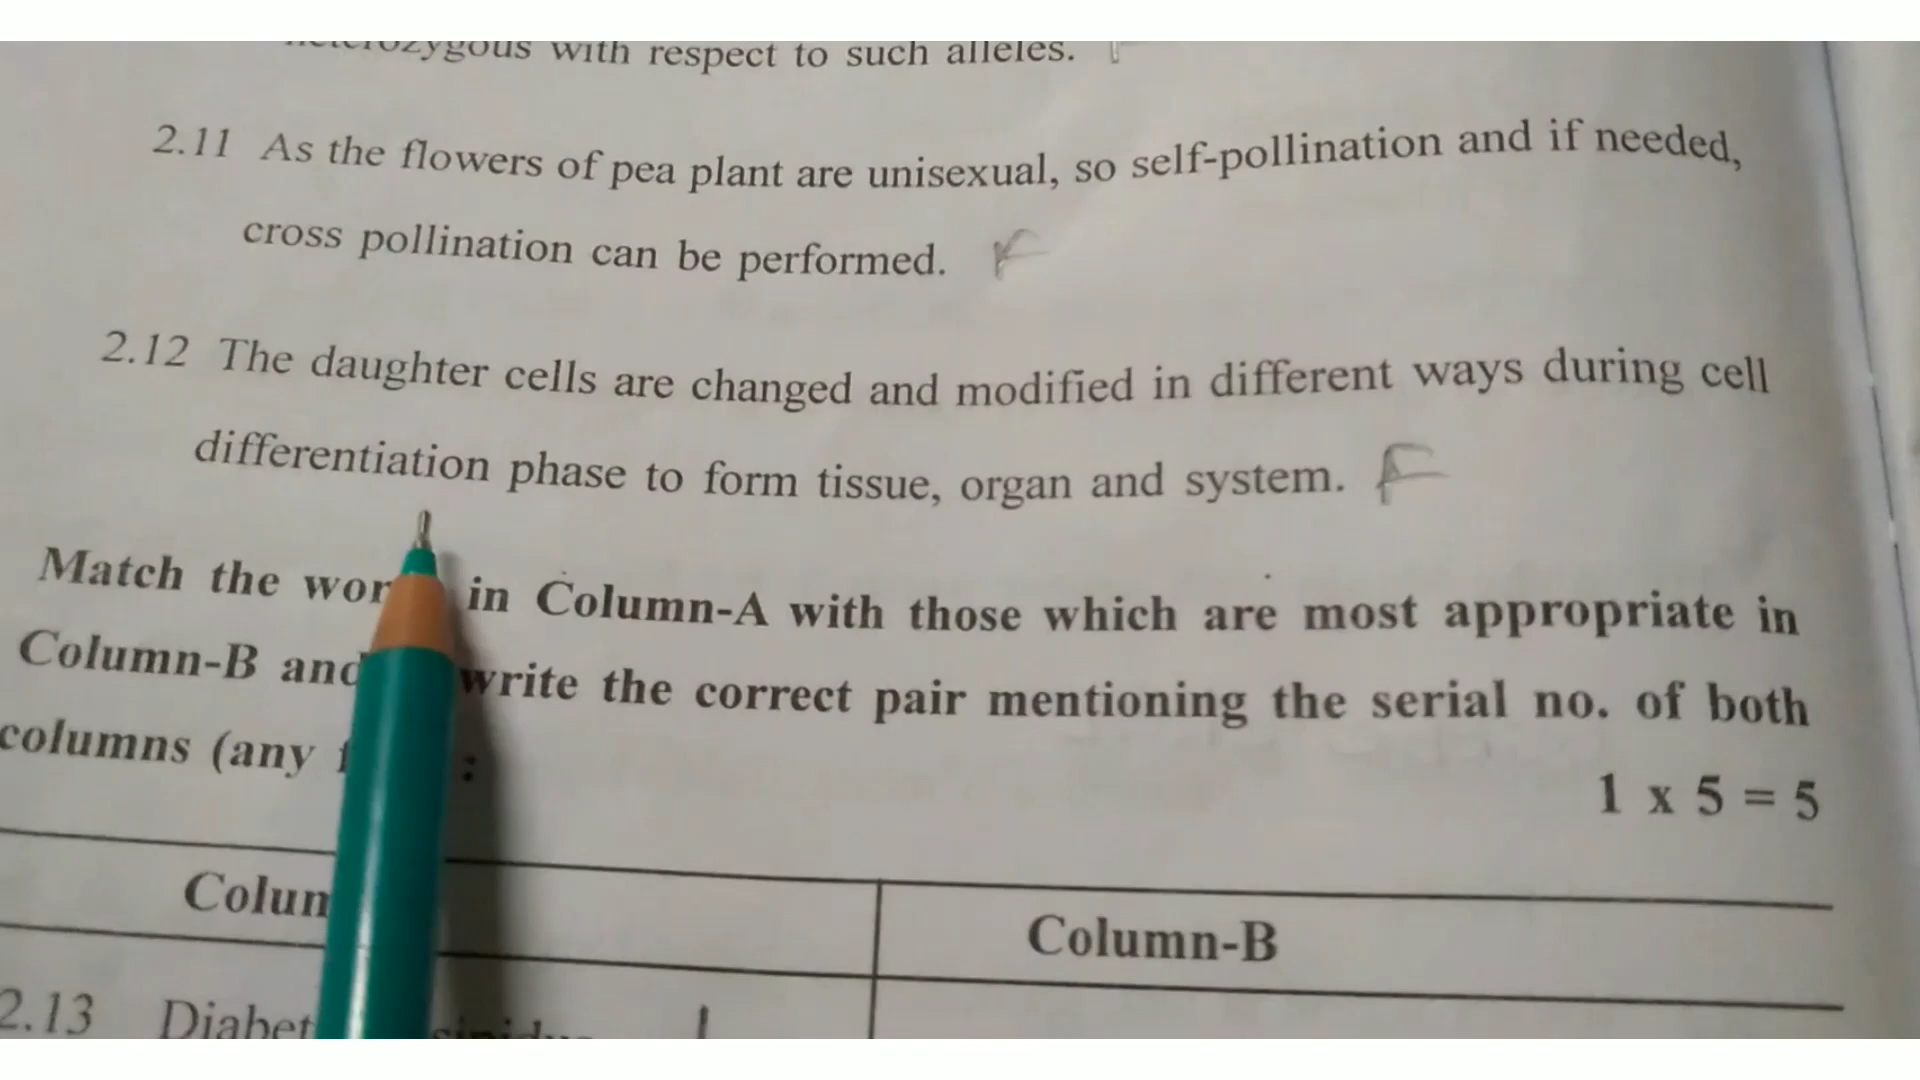 heterozygous with respect to such alleles.
2.11 As the flowers of pea plant are unisexual, so self-pollination and if needed,
cross pollination can be performed. F
2.12 The daughter cells are changed and modified in different ways during cell
differentiation phase to form tissue, organ and system. F
Match the in Column-A with those which are most appropriate in
Column-B and write the correct pair mentioning the serial no. of both
columns (any :
1 x 5 = 5
Column-B
2.13